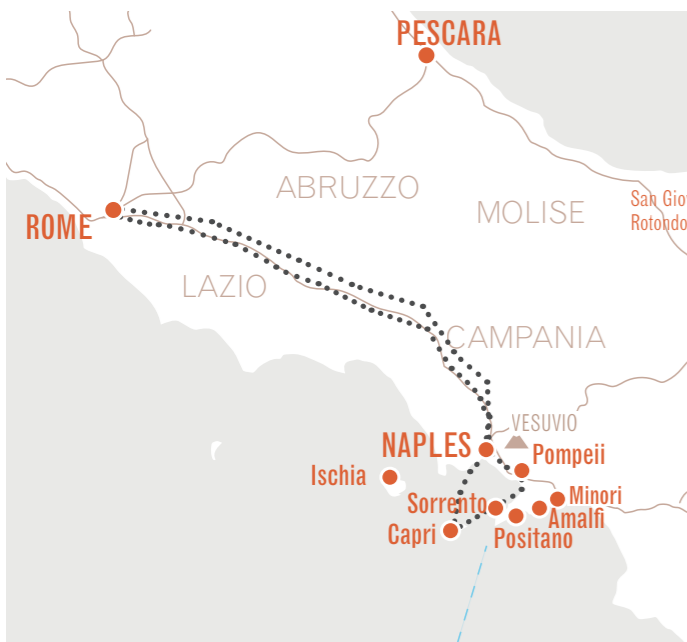 PESCARA
ABRUZZO
MOLISE
San Gio
Rotondo
ROME
LAZIO
CAMPANIA
VESUVIO
NAPLES
Pompeii
Ischia
Minori
Sorrento
Amalfi
Capri
Positano